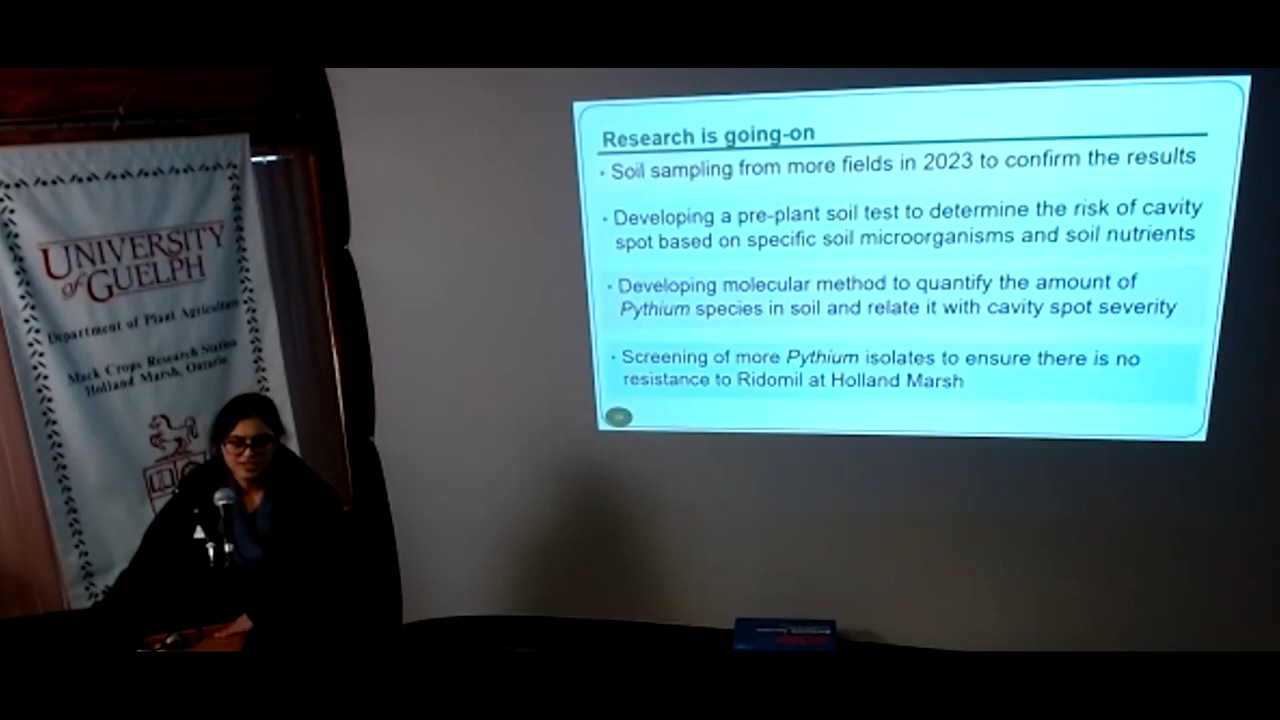 UNIVERSITY
of GUELPH
Department of Plant Agriculture
Muck Crops Research Station
Holland Marsh, Ontario
Research is going-on
· Soil sampling from more fields in 2023 to confirm the results
· Developing a pre-plant soil test to determine the risk of cavity
spot based on specific soil microorganisms and soil nutrients
· Developing molecular method to quantify the amount of
Pythium species in soil and relate it with cavity spot severity
· Screening of more Pythium isolates to ensure there is no
resistance to Ridomil at Holland Marsh